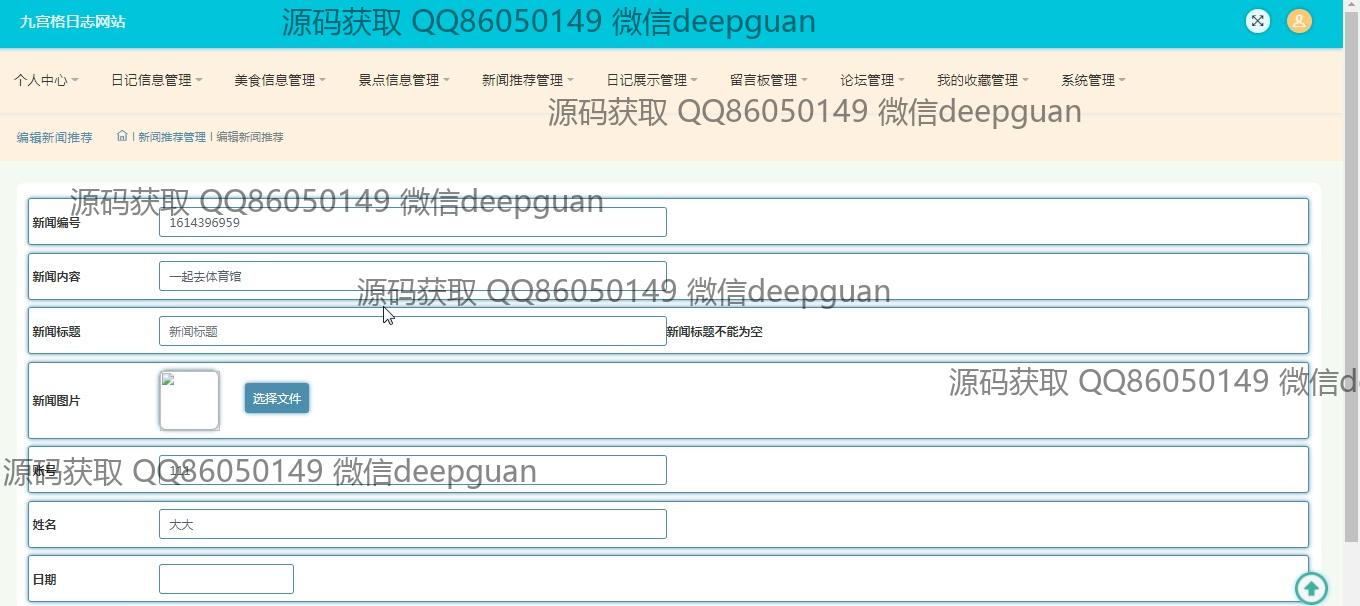 九宫格日志网站
源码获取 QQ86050149 微信deepguan
个人中心 日记信息管理 美食信息管理 景点信息管理 新闻推荐管理 日记展示管理 留言板管理 论坛管理 我的收藏管理 系统管理
源码获取 QQ86050149 微信deepguan
编辑新闻推荐 | 新闻推荐管理 | 编辑新闻推荐
源码获取 QQ86050149 微信deepguan
新闻编号 1614396959
新闻内容 一起去体育馆
源码获取 QQ86050149 微信deepguan
新闻标题 新闻标题 新闻标题不能为空
源码获取 QQ86050149 微信d
新闻图片 选择文件
账号 111
源码获取 QQ86050149 微信deepguan
姓名 大大
日期